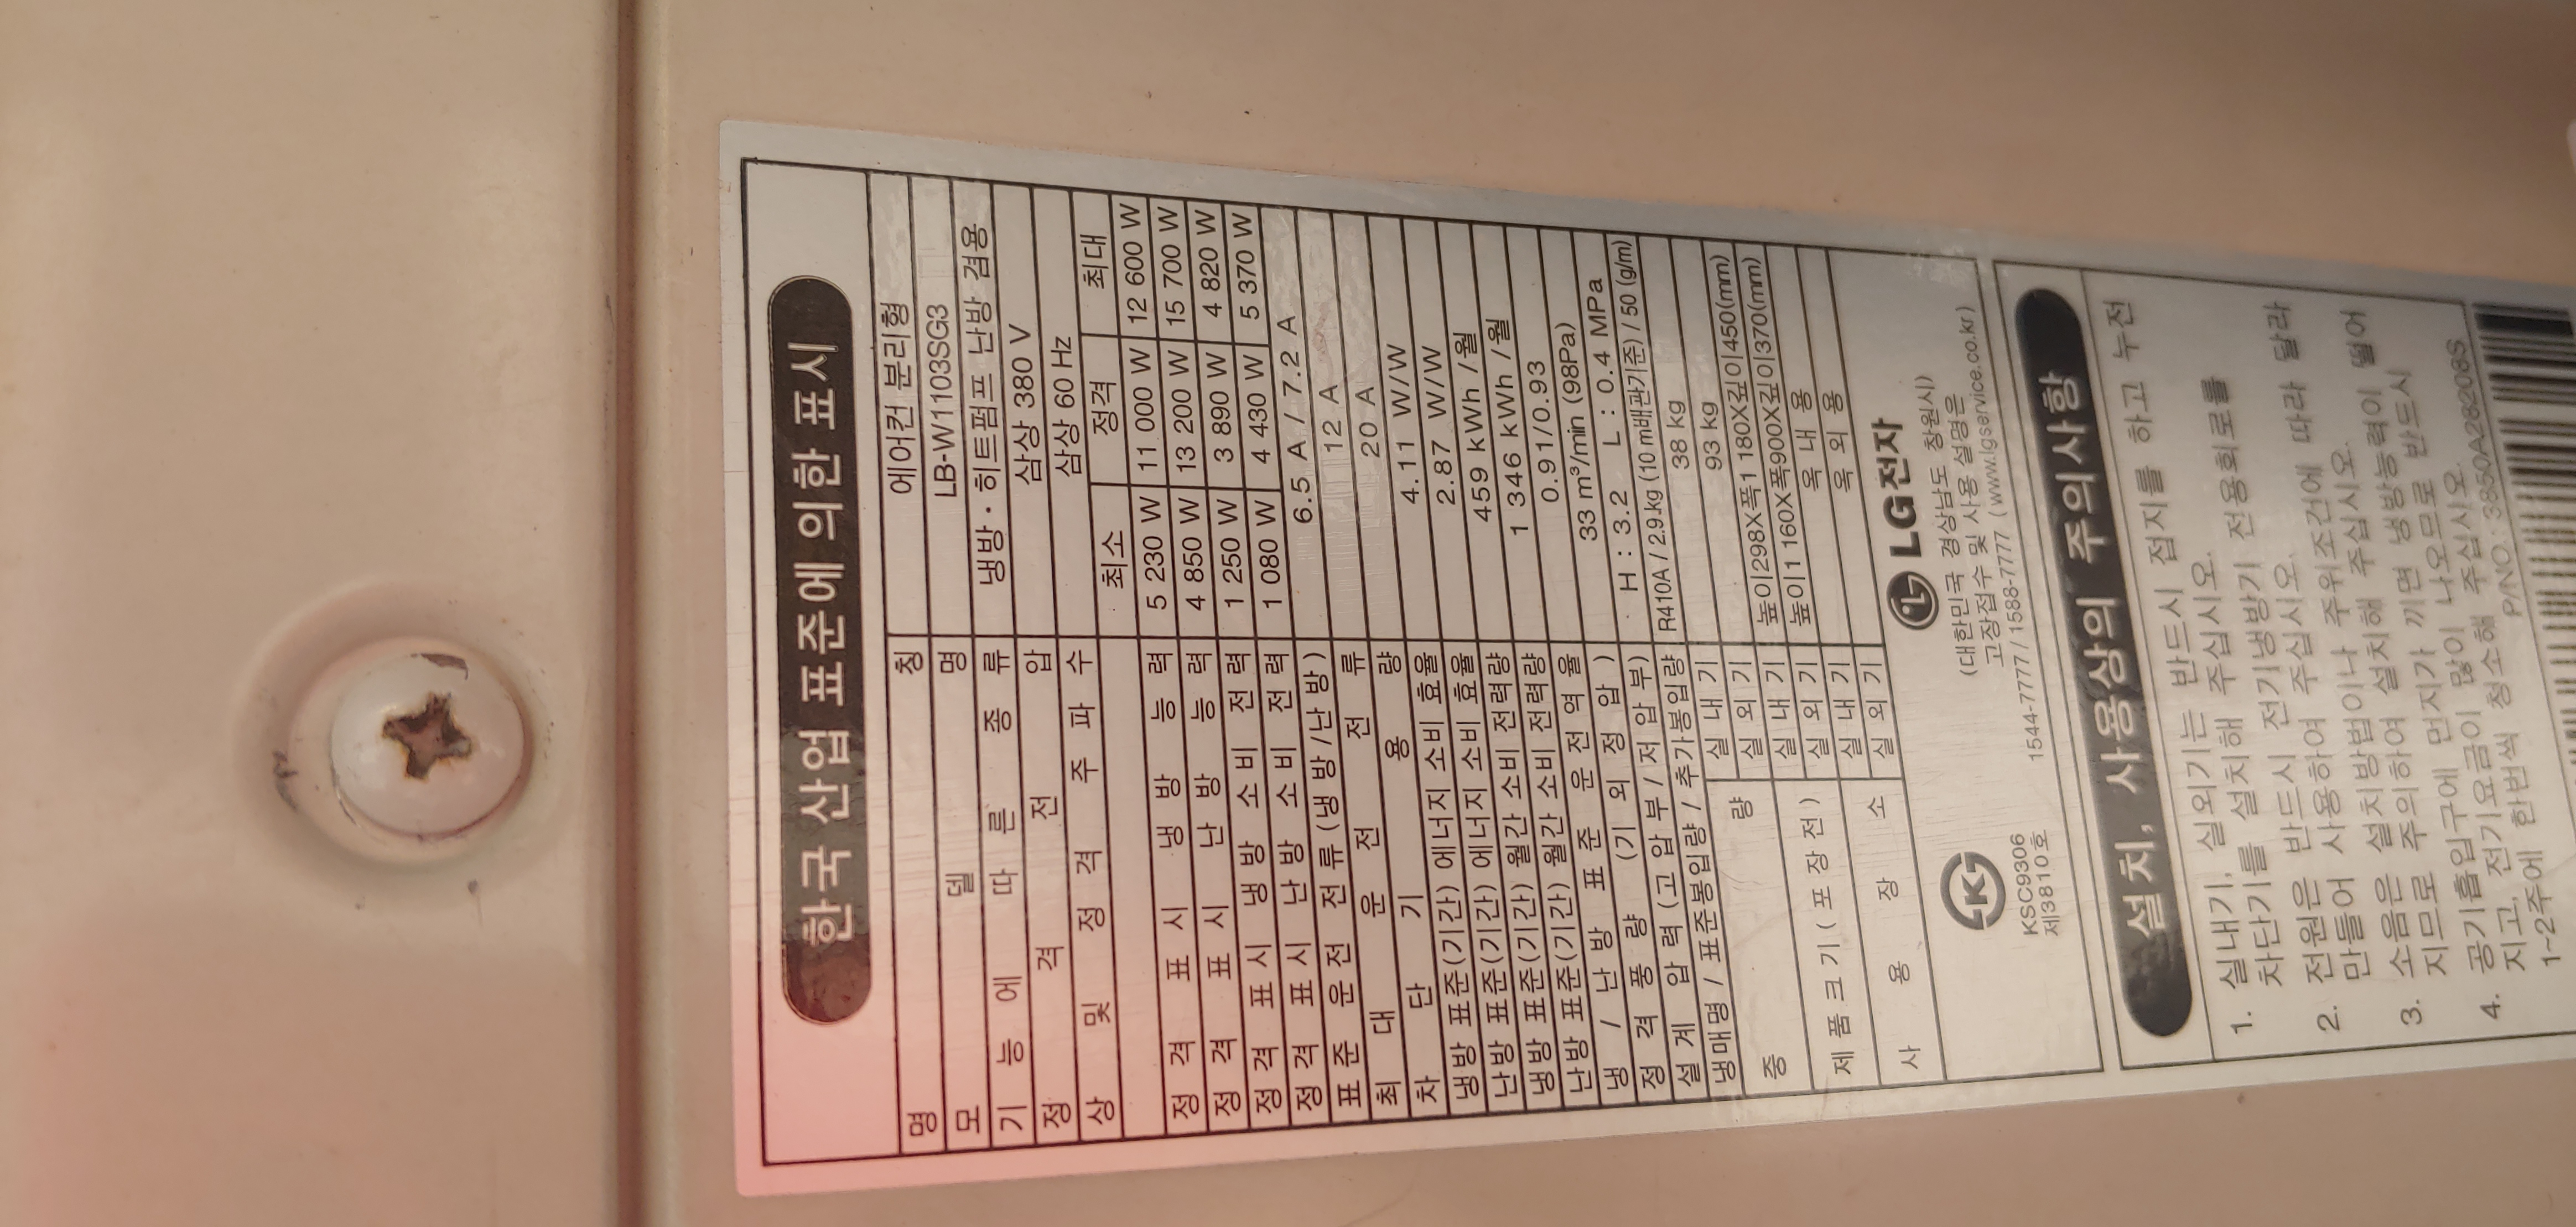 한국 산업 표준에 의한 표시
명 칭 에어컨 분리형
모 델 명 LB-W1103SG3
기 능 에 따 른 종 류 냉방 · 히트펌프 난방 겸용
정 격 전 압 삼상 380 V
상 및 정 격 주 파 수 삼상 60 Hz
최소 정격 최대
정 격 표 시 냉 방 능 력 5 230 W 11 000 W 12 600 W
정 격 표 시 난 방 능 력 4 850 W 13 200 W 15 700 W
정 격 표 시 냉 방 소 비 전 력 1 250 W 3 890 W 4 820 W
정 격 표 시 난 방 소 비 전 력 1 080 W 4 430 W 5 370 W
표 준 운 전 전 류 (냉 방 /난 방 ) 6.5 A / 7.2 A
최 대 운 전 전 류 12 A
차 단 기 용 량 20 A
냉방 표준(기간) 에너지 소비 효율 4.11 W/W
난방 표준(기간) 에너지 소비 효율 2.87 W/W
냉방 표준(기간) 월간 소비 전력량 459 kWh /월
난방 표준(기간) 월간 소비 전력량 1 346 kWh /월
냉 / 난 방 표 준 운 전 역 율 0.91/0.93
정 격 풍 량 (기 외 정 압 ) 33 m³/min (98Pa)
설 계 압 력 (고 압 부 / 저 압 부) H : 3.2 L : 0.4 MPa
냉매명 / 표준봉입량 / 추가봉입량 R410A / 2.9.kg (10 m배관기준) / 50 (g/m)
중 량 실 내 기 38 kg
실 외 기 93 kg
제 품 크 기 ( 포 장 전 ) 실 내 기 높이298X폭1 180X깊이450(mm)
실 외 기 높이1 160X폭900X깊이370(mm)
사 용 장 소 실 내 기 옥 내 용
실 외 기 옥 외 용
LG전자
(대한민국 경상남도 창원시)
고장접수 및 사용 설명은
1544-7777 / 1588-7777 (www.lgservice.co.kr)
KSC9306
제3810호
설치, 사용상의 주의사항
1. 실내기, 실외기는 반드시 접지를 하고 누전
차단기를 설치해 주십시오.
2. 전원은 반드시 전기냉방기 전용회로를
만들어 사용하여 주십시오.
3. 소음은 설치방법이나 주위조건에 따라 달라
지므로 주의하여 설치해 주십시오.
4. 공기흡입구에 먼지가 끼면 냉방능력이 떨어
지고, 전기요금이 많이 나오므로 반드시
1~2주에 한번씩 청소해 주십시오.
P/NO : 3850A28208S